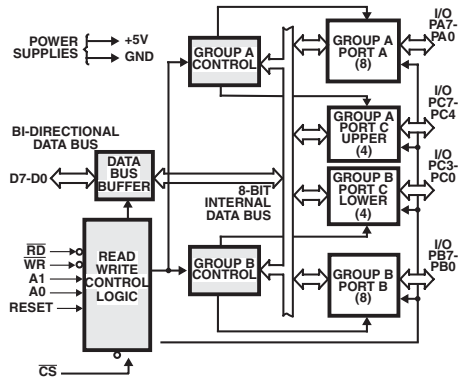 POWER
SUPPLIES
+5V
GND
GROUP A
CONTROL
GROUP A
PORT A
(8)
I/O
PA7-
PA0
GROUP A
PORT C
UPPER
(4)
I/O
PC7-
PC4
BI-DIRECTIONAL
DATA BUS
D7-D0
DATA
BUS
BUFFER
8-BIT
INTERNAL
DATA BUS
GROUP B
PORT C
LOWER
(4)
I/O
PC3-
PC0
RD
WR
A1
A0
RESET
READ
WRITE
CONTROL
LOGIC
GROUP B
CONTROL
GROUP B
PORT B
(8)
I/O
PB7-
PB0
CS